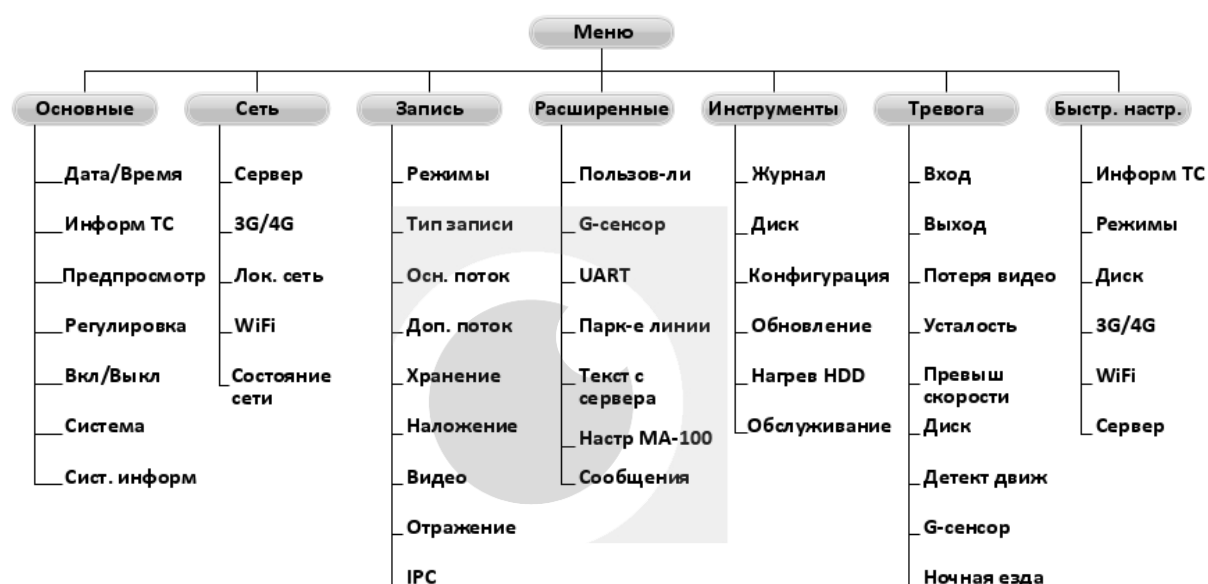 Меню
Основные
Дата/Время
Информ ТС
Предпросмотр
Регулировка
Вкл/Выкл
Система
Сист. информ
Сеть
Сервер
3G/4G
Лок. сеть
WiFi
Состояние
сети
Запись
Режимы
Тип записи
Осн. поток
Доп. поток
Хранение
Наложение
Видео
Отражение
IPC
Расширенные
Пользов-ли
G-сенсор
UART
Парк-е линии
Текст с
сервера
Настр МА-100
Сообщения
Инструменты
Журнал
Диск
Конфигурация
Обновление
Нагрев HDD
Обслуживание
Тревога
Вход
Выход
Потеря видео
Усталость
Превыш
скорости
Диск
Детект движ
G-сенсор
Ночная езда
Быстр. настр.
Информ ТС
Режимы
Диск
3G/4G
WiFi
Сервер